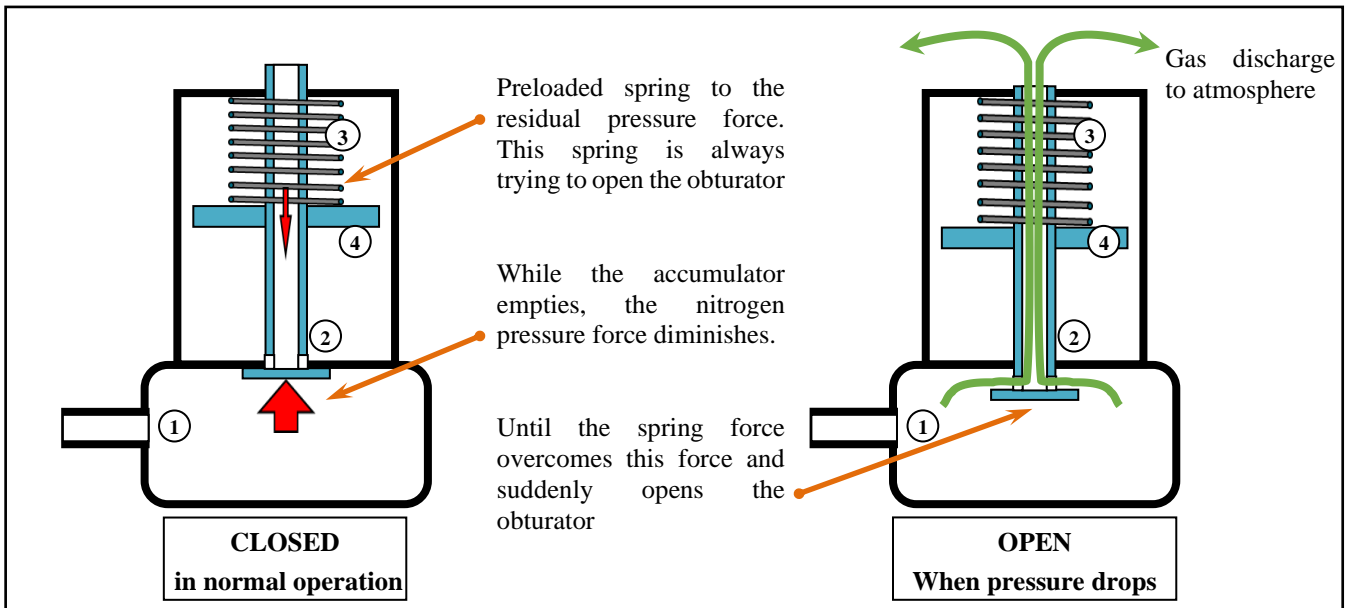 Preloaded spring to the
residual pressure force.
This spring is always
trying to open the obturator
While the accumulator
empties, the nitrogen
pressure force diminishes.
Until the spring force
overcomes this force and
suddenly opens the
obturator
3
4
2
1
CLOSED
in normal operation
Gas discharge
to atmosphere
3
4
2
1
OPEN
When pressure drops